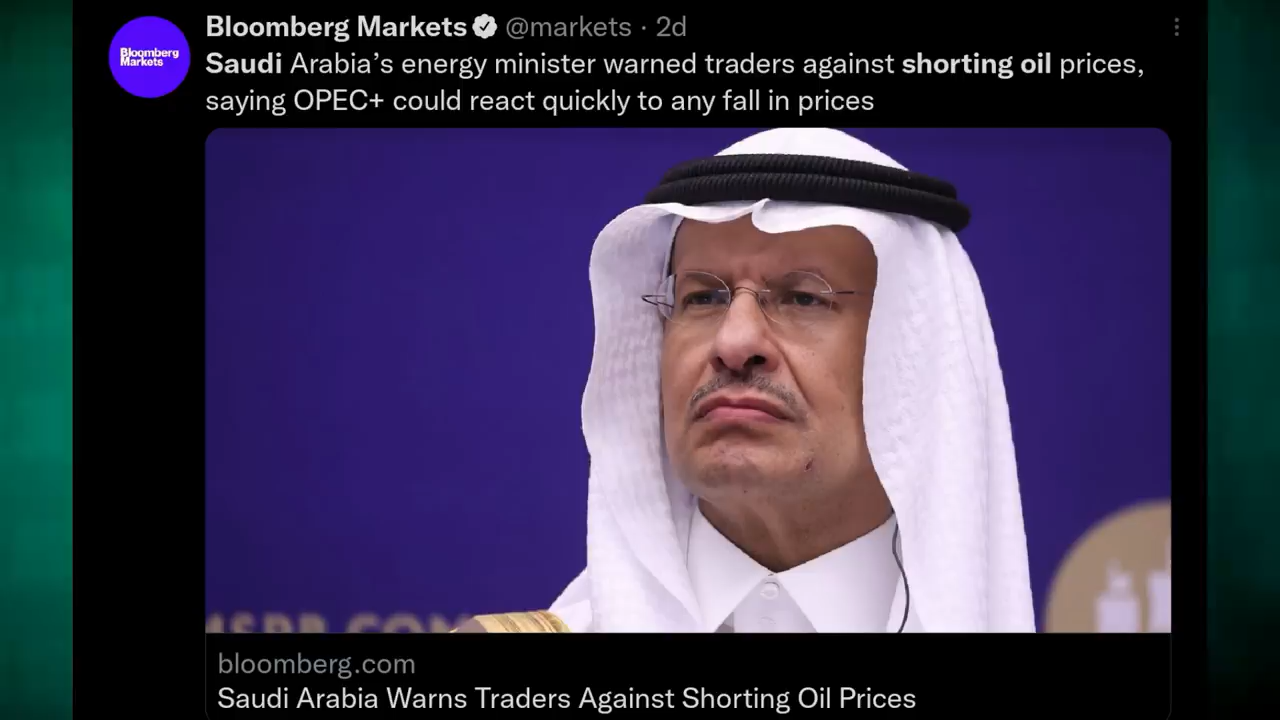 Bloomberg Markets @markets · 2d
Bloomberg
Markets
Saudi Arabia’s energy minister warned traders against shorting oil prices,
saying OPEC+ could react quickly to any fall in prices
bloomberg.com
Saudi Arabia Warns Traders Against Shorting Oil Prices